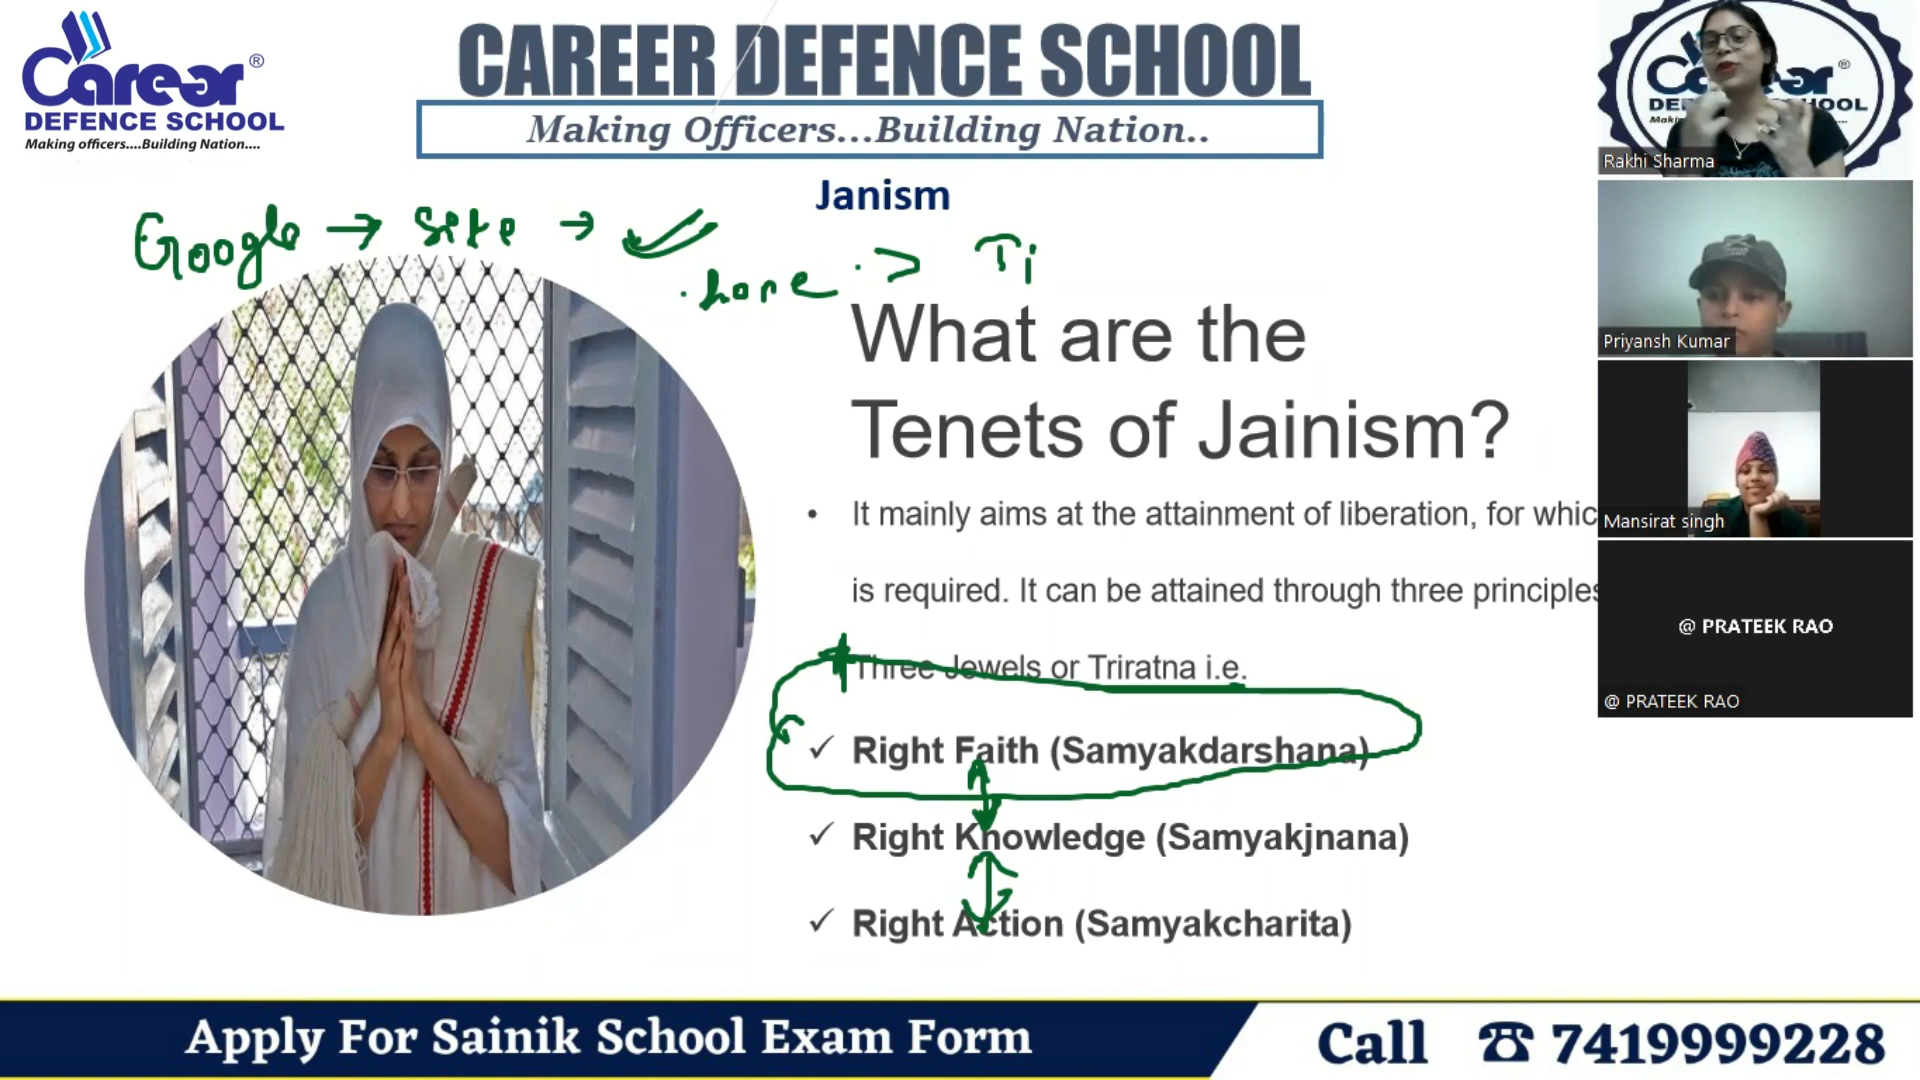 Career®
DEFENCE SCHOOL
Making officers....Building Nation....
CAREER DEFENCE SCHOOL
Making Officers...Building Nation..
Janism
Google → →
→ Ti
What are the
Tenets of Jainism?
• It mainly aims at the attainment of liberation, for whic
is required. It can be attained through three principles
Three Jewels or Triratna i.e.
✓ Right Faith (Samyakdarshana)
✓ Right Knowledge (Samyakjnana)
✓ Right Action (Samyakcharita)
Rakhi Sharma
Priyansh Kumar
Mansirat singh
@ PRATEEK RAO
@ PRATEEK RAO
Apply For Sainik School Exam Form
Call ☎ 7419999228